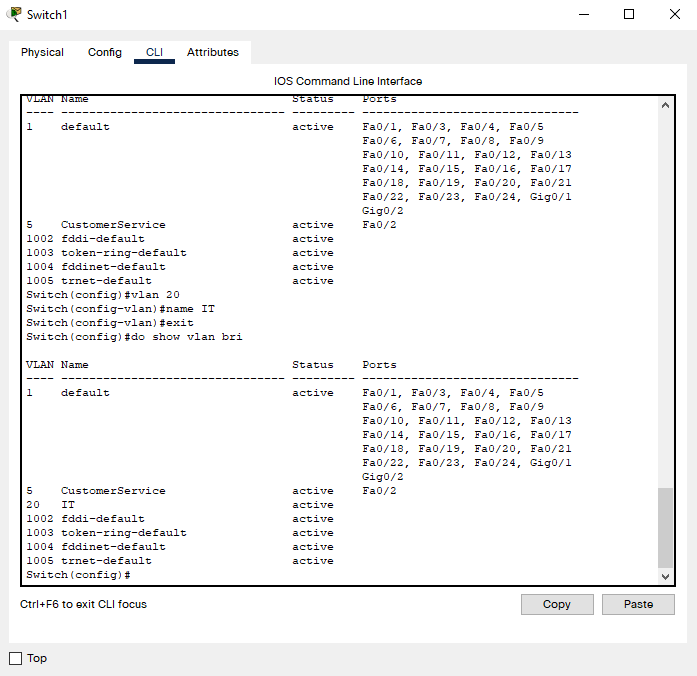 Switch1
Physical Config CLI Attributes
IOS Command Line Interface
VLAN Name                             Status    Ports
---- -------------------------------- --------- -------------------------------
1    default                          active    Fa0/1, Fa0/3, Fa0/4, Fa0/5
                                                Fa0/6, Fa0/7, Fa0/8, Fa0/9
                                                Fa0/10, Fa0/11, Fa0/12, Fa0/13
                                                Fa0/14, Fa0/15, Fa0/16, Fa0/17
                                                Fa0/18, Fa0/19, Fa0/20, Fa0/21
                                                Fa0/22, Fa0/23, Fa0/24, Gig0/1
                                                Gig0/2
5    CustomerService                  active    Fa0/2
1002 fddi-default                     active
1003 token-ring-default               active
1004 fddinet-default                  active
1005 trnet-default                    active
Switch(config)#vlan 20
Switch(config-vlan)#name IT
Switch(config-vlan)#exit
Switch(config)#do show vlan bri
VLAN Name                             Status    Ports
---- -------------------------------- --------- -------------------------------
1    default                          active    Fa0/1, Fa0/3, Fa0/4, Fa0/5
                                                Fa0/6, Fa0/7, Fa0/8, Fa0/9
                                                Fa0/10, Fa0/11, Fa0/12, Fa0/13
                                                Fa0/14, Fa0/15, Fa0/16, Fa0/17
                                                Fa0/18, Fa0/19, Fa0/20, Fa0/21
                                                Fa0/22, Fa0/23, Fa0/24, Gig0/1
                                                Gig0/2
5    CustomerService                  active    Fa0/2
20   IT                               active
1002 fddi-default                     active
1003 token-ring-default               active
1004 fddinet-default                  active
1005 trnet-default                    active
Switch(config)#
Ctrl+F6 to exit CLI focus
Copy Paste
Top